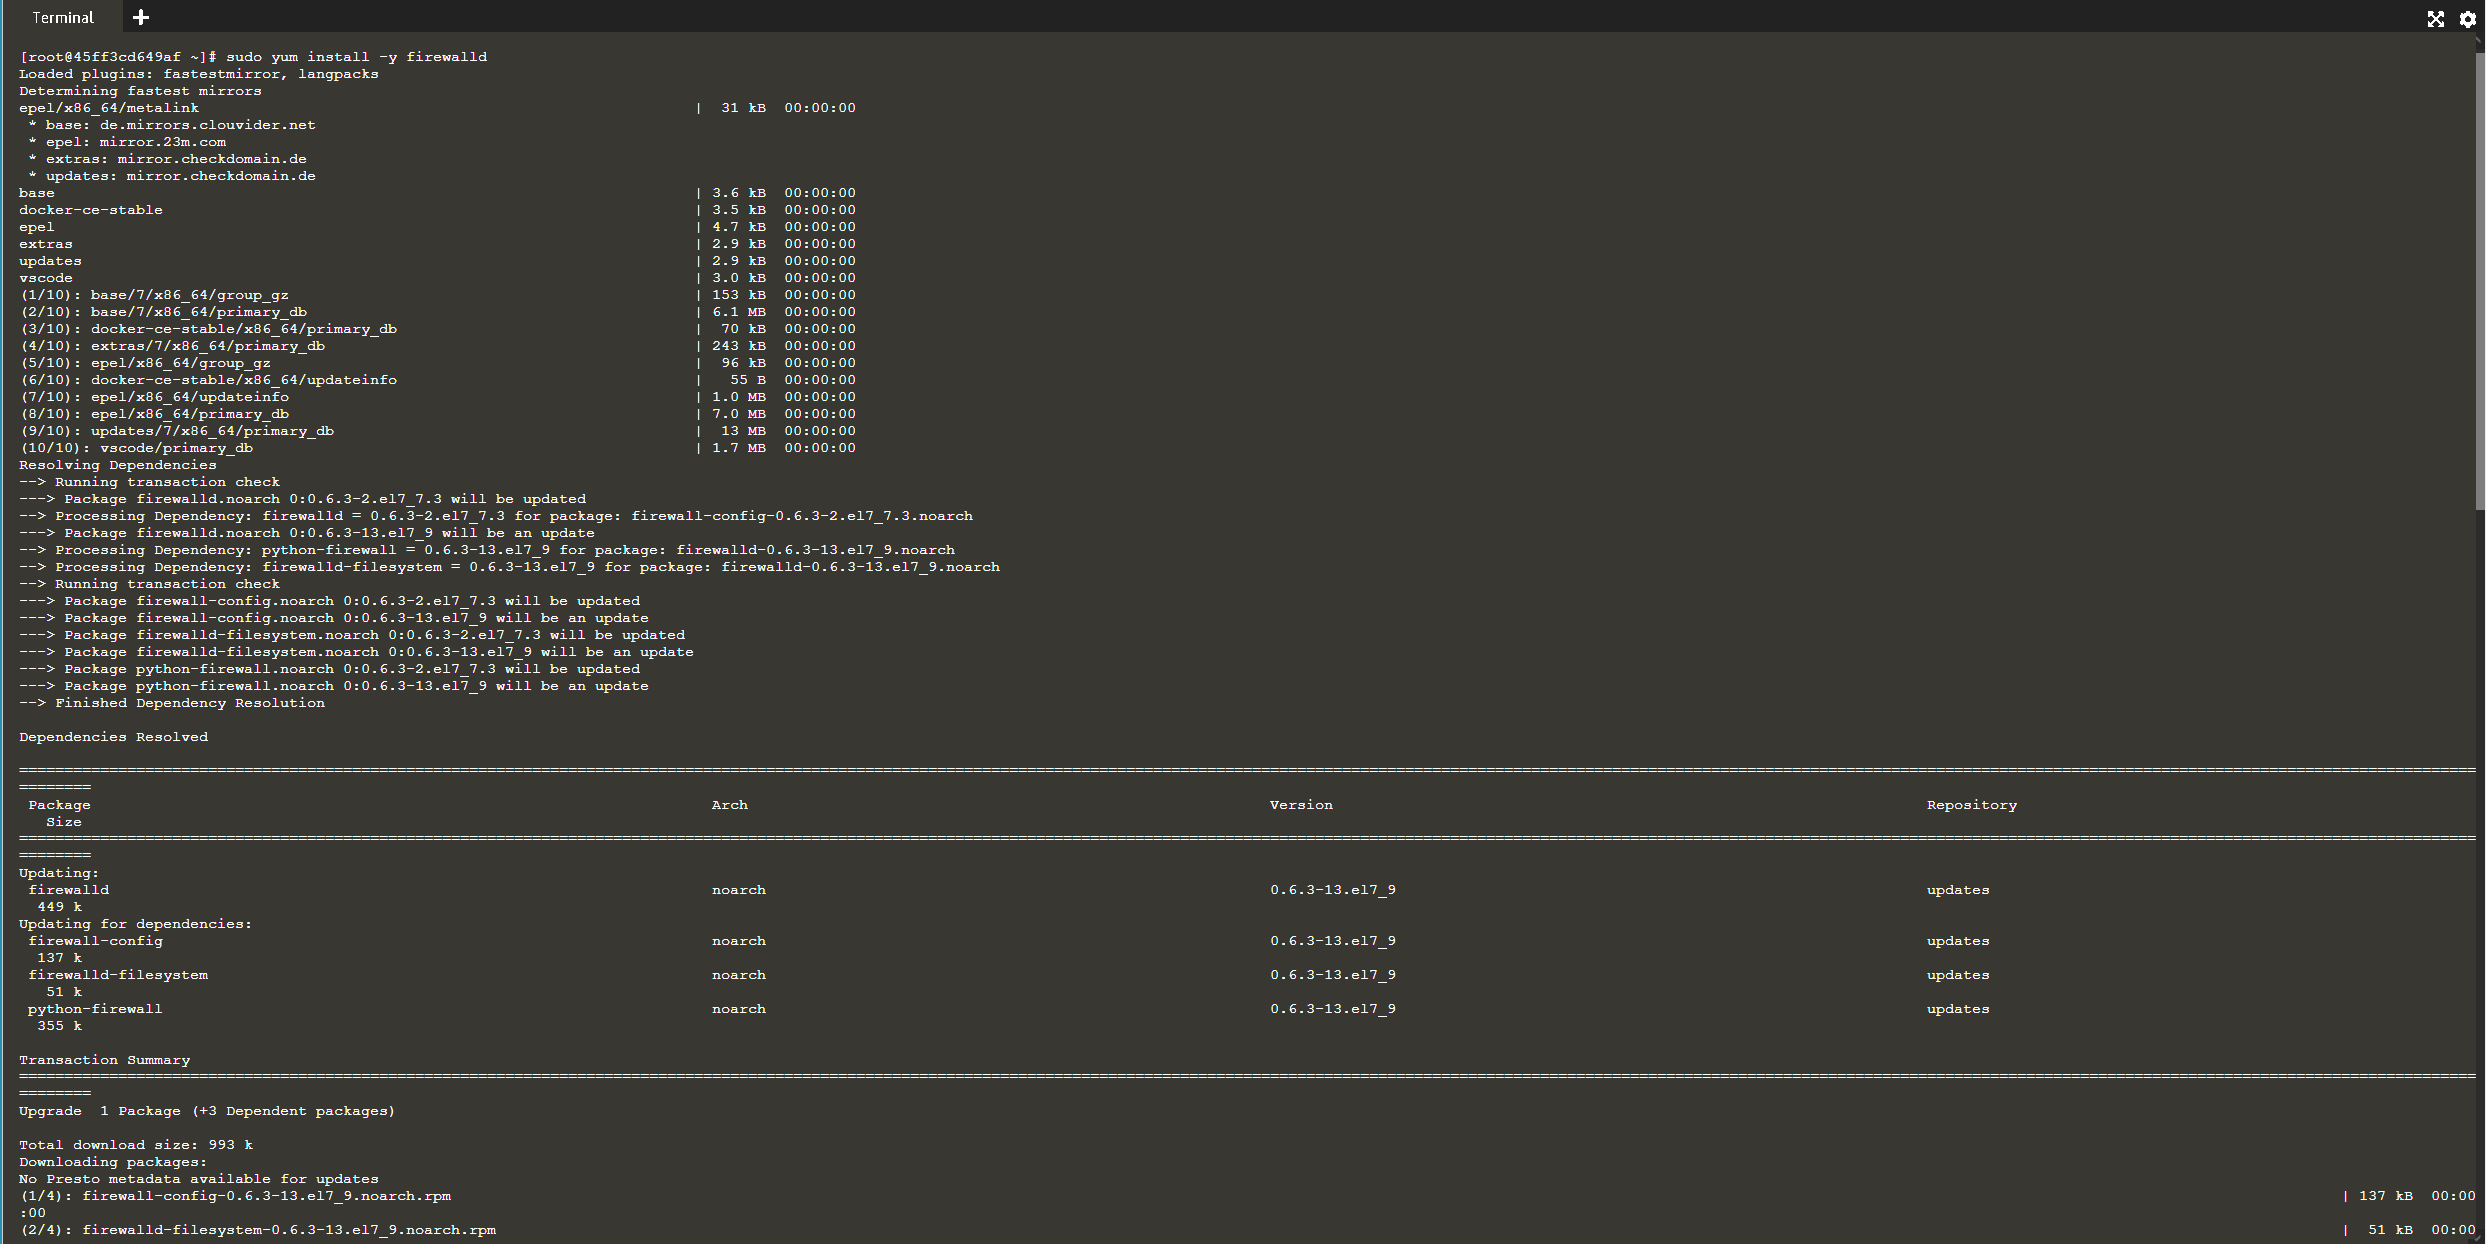 Terminal
[root@45ff3cd649af ~]# sudo yum install -y firewalld
Loaded plugins: fastestmirror, langpacks
Determining fastest mirrors
epel/x86_64/metalink | 31 kB 00:00:00
* base: de.mirrors.clouvider.net
* epel: mirror.23m.com
* extras: mirror.checkdomain.de
* updates: mirror.checkdomain.de
base | 3.6 kB 00:00:00
docker-ce-stable | 3.5 kB 00:00:00
epel | 4.7 kB 00:00:00
extras | 2.9 kB 00:00:00
updates | 2.9 kB 00:00:00
vscode | 3.0 kB 00:00:00
(1/10): base/7/x86_64/group_gz | 153 kB 00:00:00
(2/10): base/7/x86_64/primary_db | 6.1 MB 00:00:00
(3/10): docker-ce-stable/x86_64/primary_db | 70 kB 00:00:00
(4/10): extras/7/x86_64/primary_db | 243 kB 00:00:00
(5/10): epel/x86_64/group_gz | 96 kB 00:00:00
(6/10): docker-ce-stable/x86_64/updateinfo | 55 B 00:00:00
(7/10): epel/x86_64/updateinfo | 1.0 MB 00:00:00
(8/10): epel/x86_64/primary_db | 7.0 MB 00:00:00
(9/10): updates/7/x86_64/primary_db | 13 MB 00:00:00
(10/10): vscode/primary_db | 1.7 MB 00:00:00
Resolving Dependencies
--> Running transaction check
---> Package firewalld.noarch 0:0.6.3-2.el7_7.3 will be updated
--> Processing Dependency: firewalld = 0.6.3-2.el7_7.3 for package: firewall-config-0.6.3-2.el7_7.3.noarch
---> Package firewalld.noarch 0:0.6.3-13.el7_9 will be an update
--> Processing Dependency: python-firewall = 0.6.3-13.el7_9 for package: firewalld-0.6.3-13.el7_9.noarch
--> Processing Dependency: firewalld-filesystem = 0.6.3-13.el7_9 for package: firewalld-0.6.3-13.el7_9.noarch
--> Running transaction check
---> Package firewall-config.noarch 0:0.6.3-2.el7_7.3 will be updated
---> Package firewall-config.noarch 0:0.6.3-13.el7_9 will be an update
---> Package firewalld-filesystem.noarch 0:0.6.3-2.el7_7.3 will be updated
---> Package firewalld-filesystem.noarch 0:0.6.3-13.el7_9 will be an update
---> Package python-firewall.noarch 0:0.6.3-2.el7_7.3 will be updated
---> Package python-firewall.noarch 0:0.6.3-13.el7_9 will be an update
--> Finished Dependency Resolution
Dependencies Resolved
Package Arch Version Repository
Size
Updating:
firewalld noarch 0.6.3-13.el7_9 updates
449 k
Updating for dependencies:
firewall-config noarch 0.6.3-13.el7_9 updates
137 k
firewalld-filesystem noarch 0.6.3-13.el7_9 updates
51 k
python-firewall noarch 0.6.3-13.el7_9 updates
355 k
Transaction Summary
Upgrade 1 Package (+3 Dependent packages)
Total download size: 993 k
Downloading packages:
No Presto metadata available for updates
(1/4): firewall-config-0.6.3-13.el7_9.noarch.rpm | 137 kB 00:00
:00
(2/4): firewalld-filesystem-0.6.3-13.el7_9.noarch.rpm | 51 kB 00:00